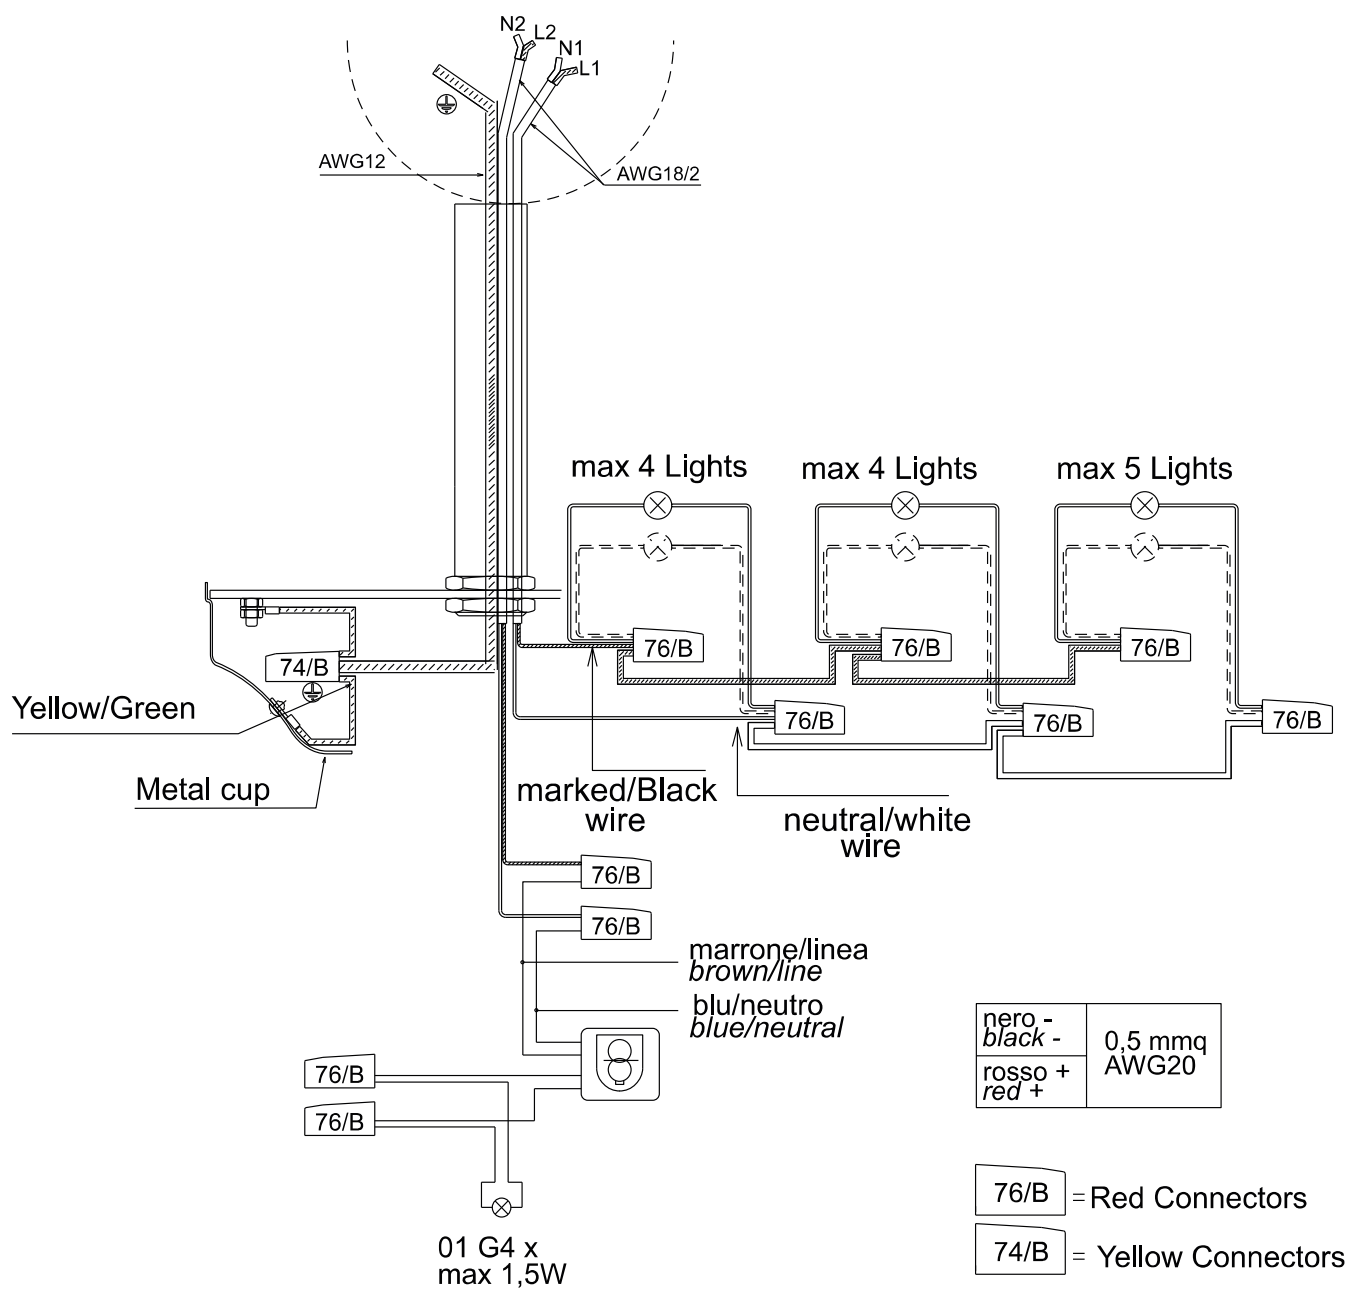 N2
L2
N1
L1
AWG12
AWG18/2
max 4 Lights
max 4 Lights
max 5 Lights
76/B
76/B
76/B
74/B
Yellow/Green
76/B
76/B
76/B
Metal cup
marked/Black
wire
neutral/white
wire
76/B
76/B
marrone/linea
brown/line
blu/neutro
blue/neutral
nero -
black -
rosso +
red +
0,5 mmq
AWG20
76/B
76/B
01 G4 x
max 1,5W
76/B = Red Connectors
74/B = Yellow Connectors